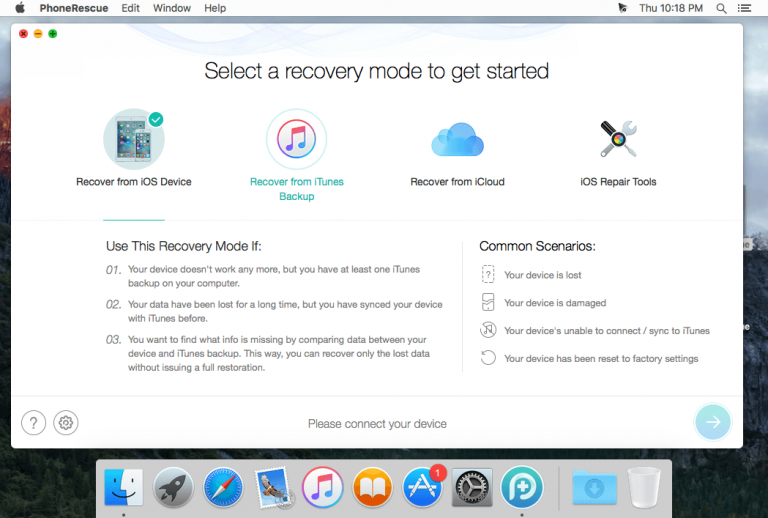 PhoneRescue Edit Window Help Thu 10:18 PM
Select a recovery mode to get started
Recover from iOS Device
Recover from iTunes
Backup
Recover from iCloud
iOS Repair Tools
Use This Recovery Mode If:
01. Your device doesn't work any more, but you have at least one iTunes
backup on your computer.
02. Your data have been lost for a long time, but you have synced your device
with iTunes before.
03. You want to find what info is missing by comparing data between your
device and iTunes backup. This way, you can recover only the lost data
without issuing a full restoration.
Common Scenarios:
? Your device is lost
Your device is damaged
Your device's unable to connect / sync to iTunes
Your device has been reset to factory settings
? Please connect your device
1